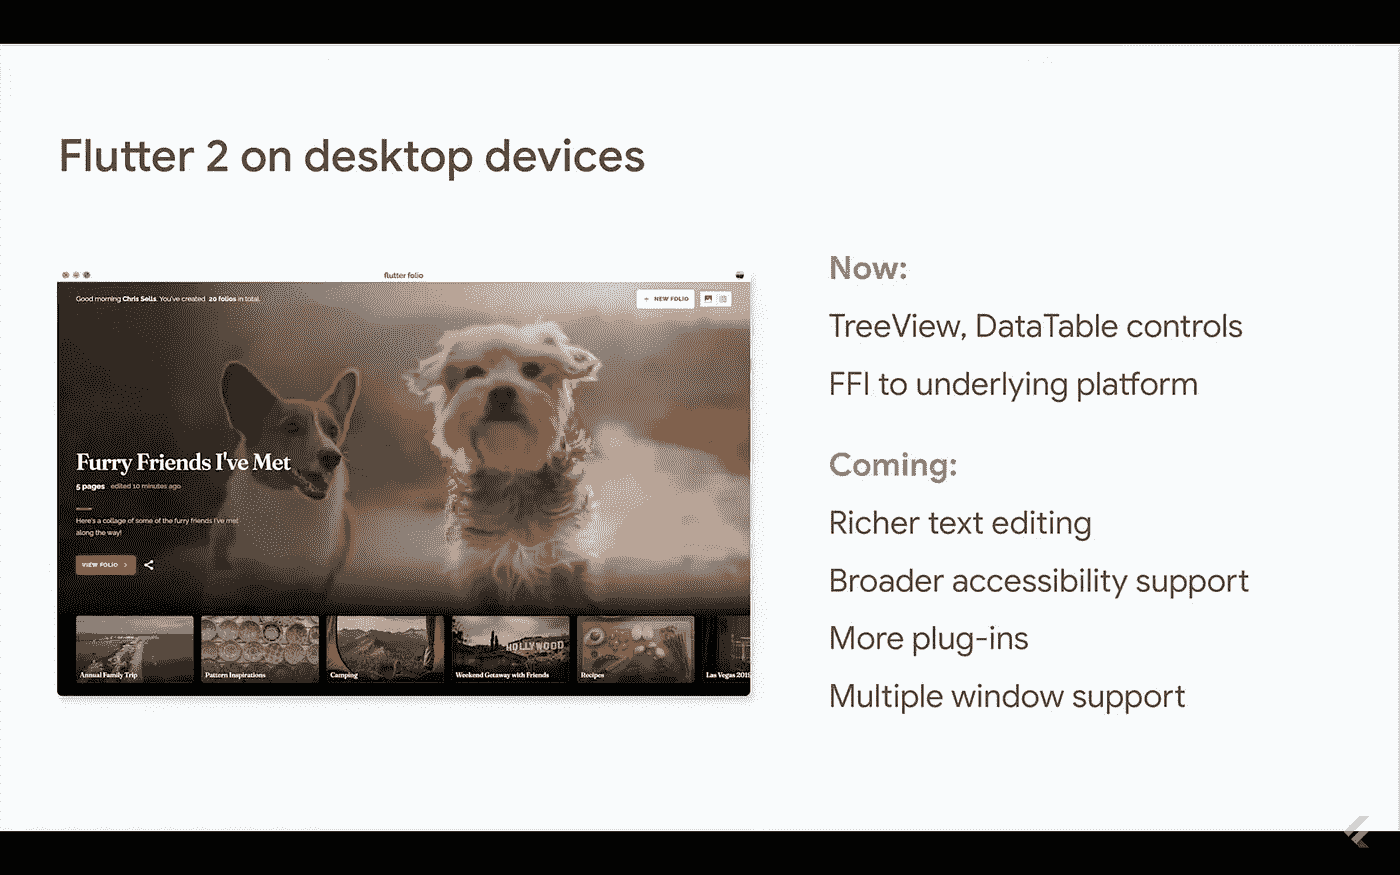 Flutter 2 on desktop devices
flutter folio
Good morning Chris Sells. You've created 20 folios in total.
+ NEW FOLIO
Furry Friends I've Met
5 pages edited 10 minutes ago
Here's a collage of some of the furry friends I've met
along the way!
VIEW FOLIO >
HOLLYWOOD
Annual Family Trip
Pattern Inspirations
Camping
Weekend Getaway with Friends
Recipes
Las Vegas 201
Now:
TreeView, DataTable controls
FFI to underlying platform
Coming:
Richer text editing
Broader accessibility support
More plug-ins
Multiple window support